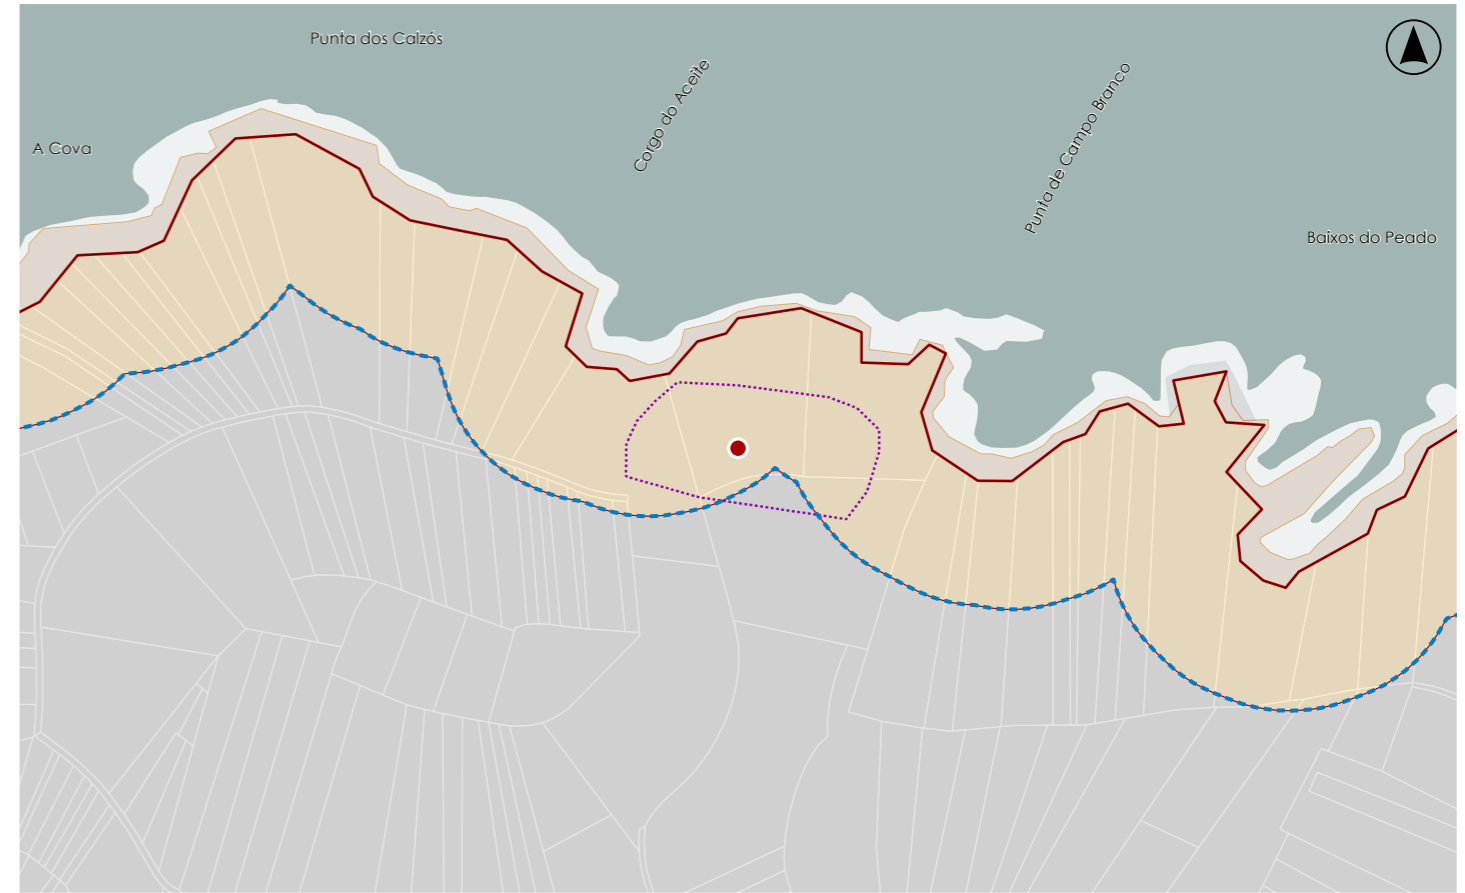 Punta dos Calzós
A Cova
Corgo do Aceite
Punta de Campo Branco
Baixos do Peado